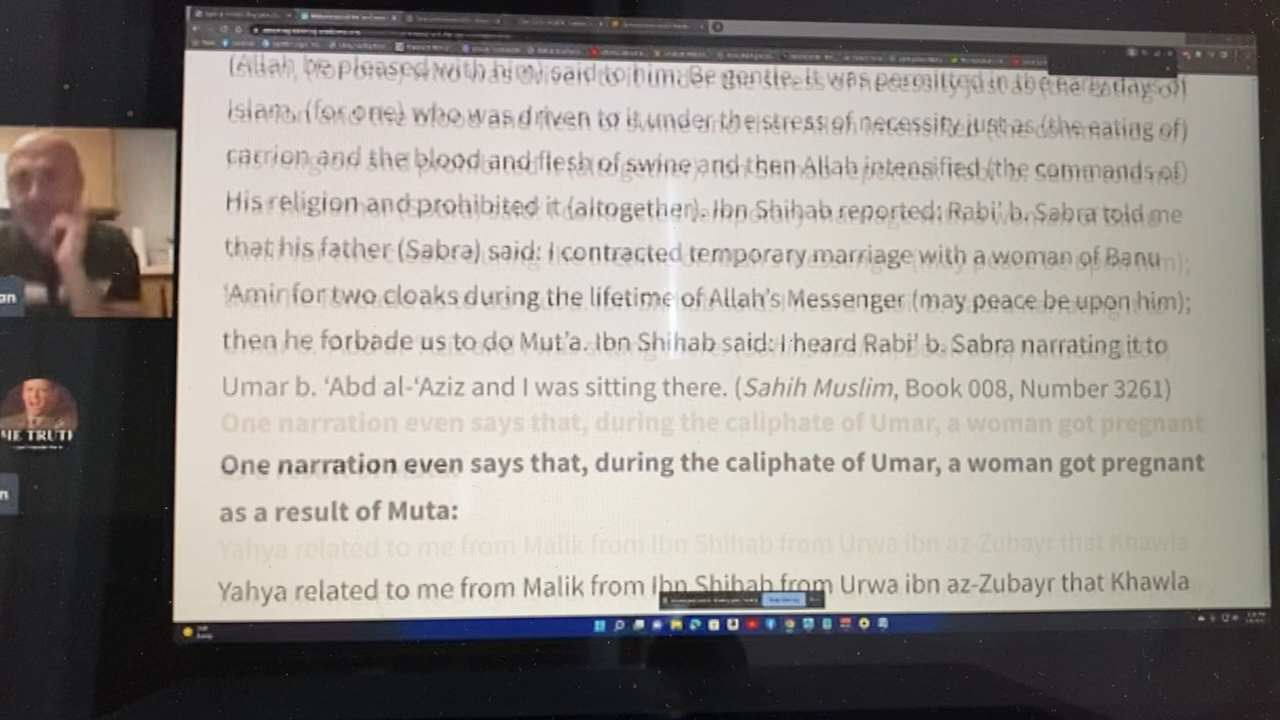 (Allah be pleased with him) said to him: Be gentle. It was permitted in the early days of
Islam, (for one) who was driven to it under the stress of necessity just as (the eating of)
carrion and the blood and flesh of swine and then Allah intensified (the commands of)
His religion and prohibited it (altogether). Ibn Shihab reported: Rabi' b. Sabra told me
that his father (Sabra) said: I contracted temporary marriage with a woman of Banu
'Amir for two cloaks during the lifetime of Allah's Messenger (may peace be upon him);
then he forbade us to do Mut'a. Ibn Shihab said: I heard Rabi' b. Sabra narrating it to
Umar b. 'Abd al-'Aziz and I was sitting there. (Sahih Muslim, Book 008, Number 3261)
One narration even says that, during the caliphate of Umar, a woman got pregnant
as a result of Muta:
Yahya related to me from Malik from Ibn Shihab from Urwa ibn az-Zubayr that Khawla
on
HE TRUTH
n